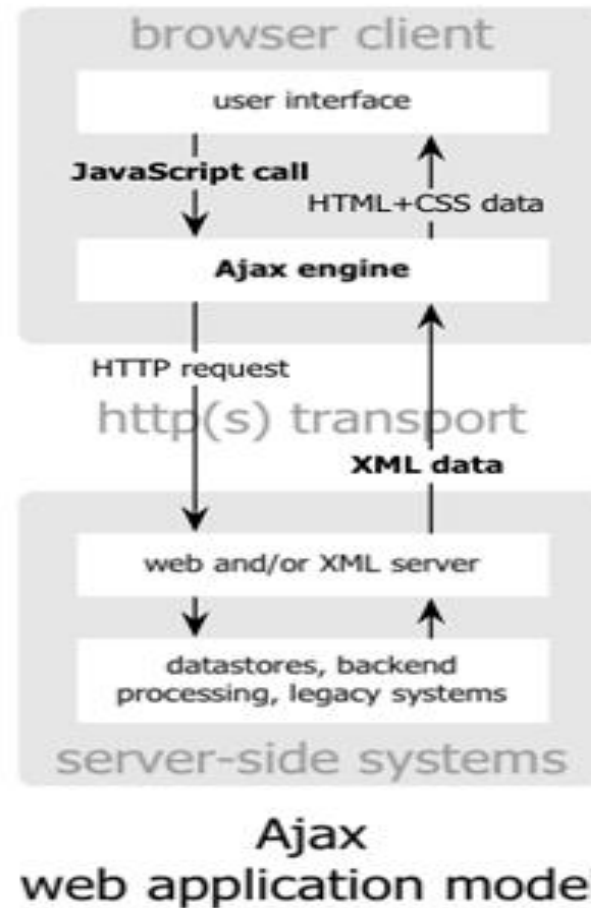 browser client
user interface
JavaScript call
HTML+CSS data
Ajax engine
HTTP request
http(s) transport
XML data
web and/or XML server
datastores, backend
processing, legacy systems
server-side systems
Ajax
web application model